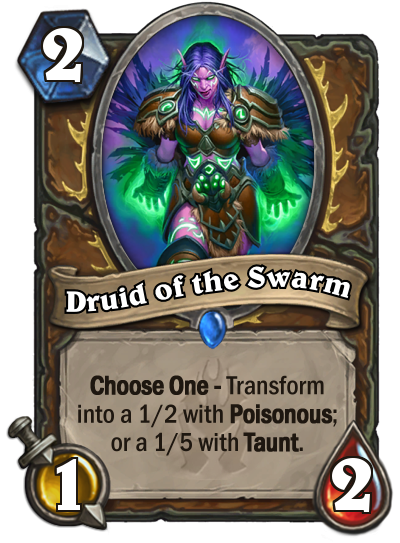 2
Druid of the Swarm
Choose One - Transform
into a 1/2 with Poisonous;
or a 1/5 with Taunt.
1
2